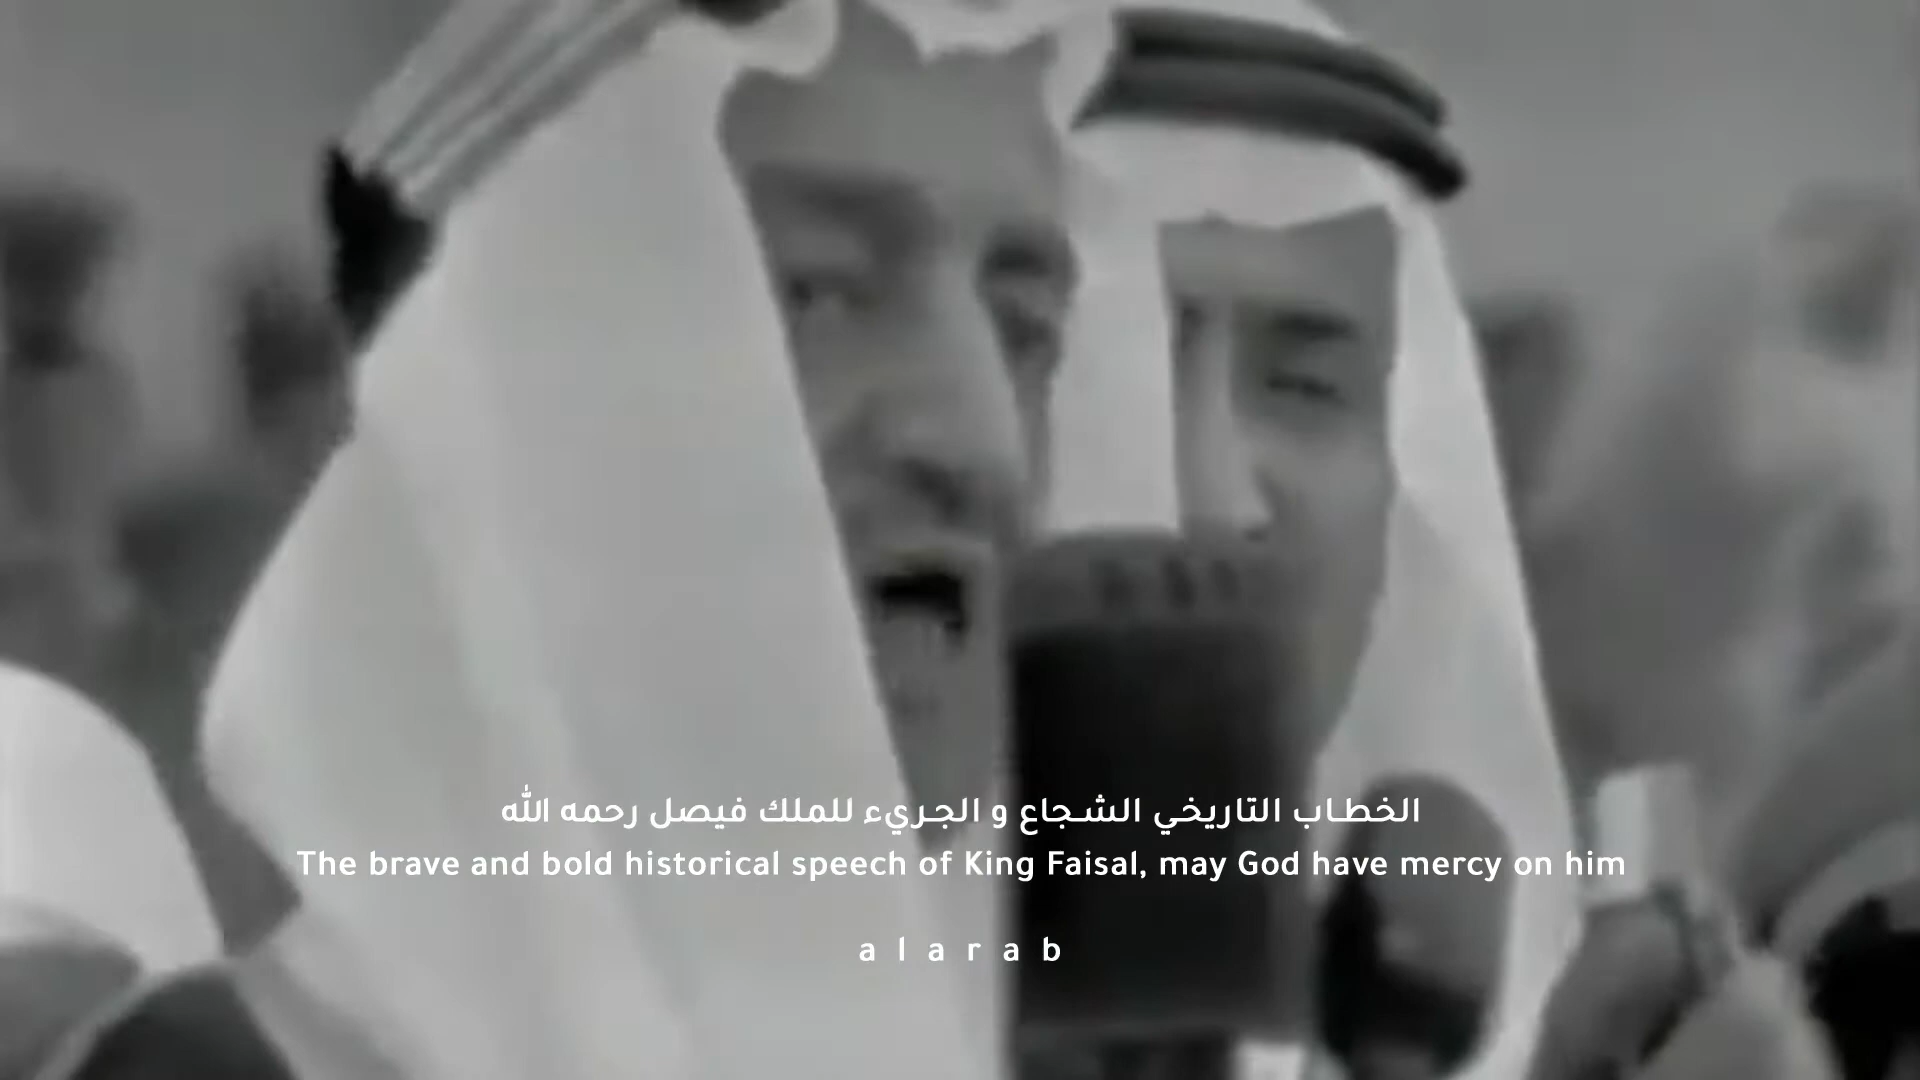 الخطاب التاريخي الشجاع و الجريء للملك فيصل رحمه الله
The brave and bold historical speech of King Faisal, may God have mercy on him
a l a r a b